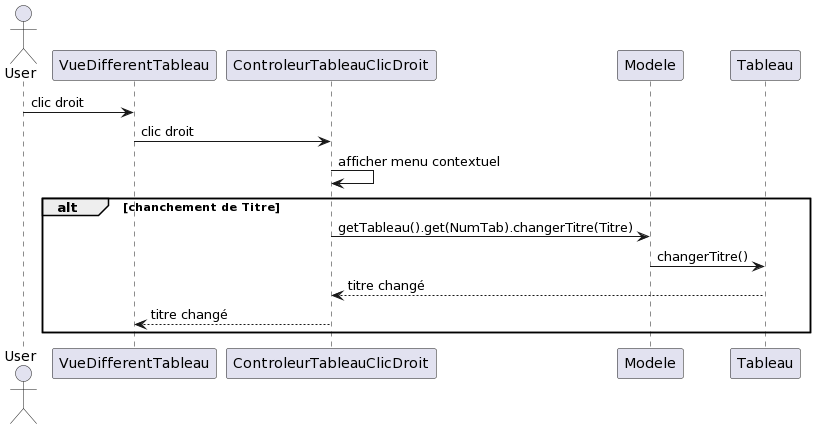 User
VueDifferentTableau
ControleurTableauClicDroit
Modele
Tableau
clic droit
clic droit
afficher menu contextuel
alt
[chanchement de Titre]
getTableau().get(NumTab).changerTitre(Titre)
changerTitre()
titre changé
titre changé
User
VueDifferentTableau
ControleurTableauClicDroit
Modele
Tableau